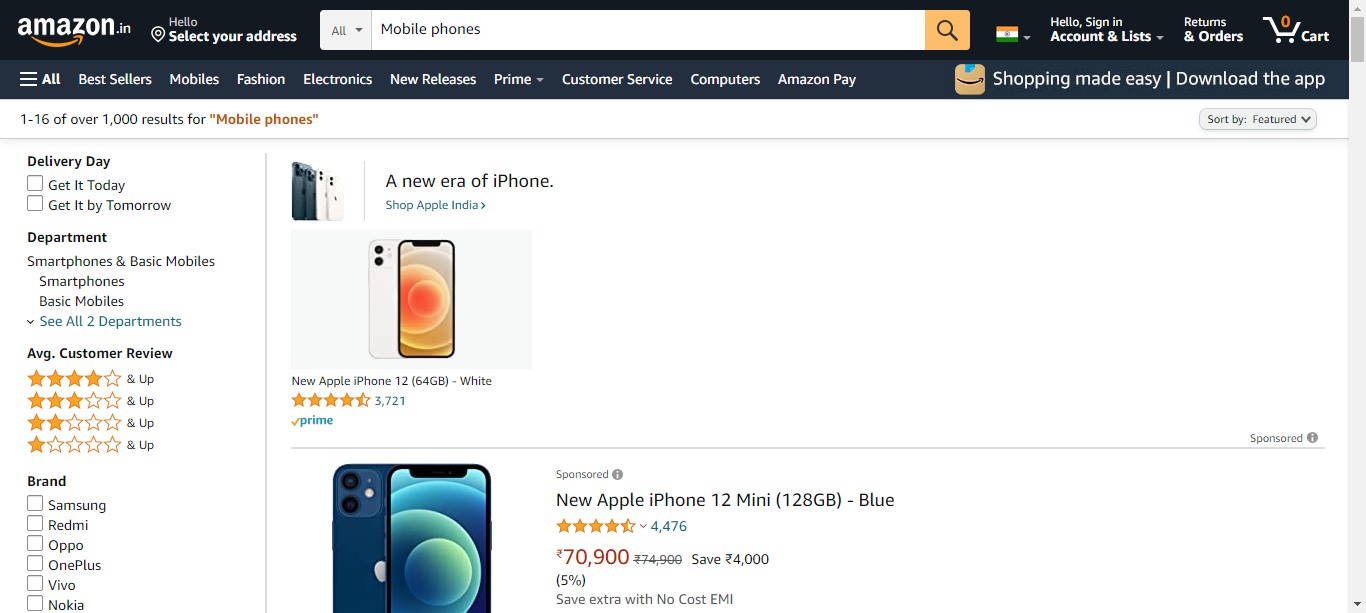 amazon.in
Hello
Select your address
All
Mobile phones
Hello, Sign in
Account & Lists
Returns
& Orders
0
Cart
All
Best Sellers
Mobiles
Fashion
Electronics
New Releases
Prime
Customer Service
Computers
Amazon Pay
Shopping made easy | Download the app
1-16 of over 1,000 results for "Mobile phones"
Sort by: Featured
Delivery Day
Get It Today
Get It by Tomorrow
Department
Smartphones & Basic Mobiles
Smartphones
Basic Mobiles
See All 2 Departments
Avg. Customer Review
& Up
& Up
& Up
& Up
Brand
Samsung
Redmi
Oppo
OnePlus
Vivo
Nokia
A new era of iPhone.
Shop Apple India ›
New Apple iPhone 12 (64GB) - White
3,721
prime
Sponsored
Sponsored
New Apple iPhone 12 Mini (128GB) - Blue
4,476
₹70,900 ₹74,900 Save ₹4,000
(5%)
Save extra with No Cost EMI